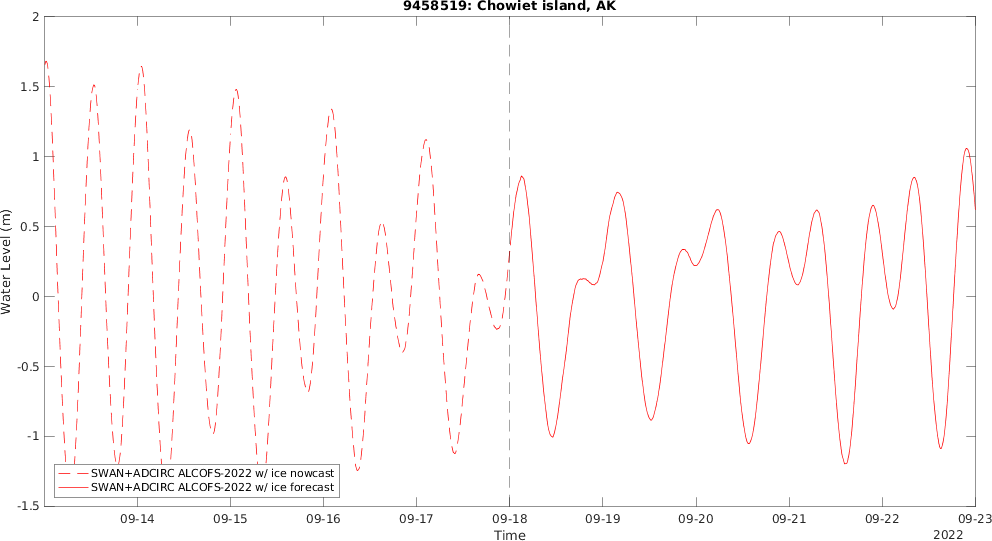 9458519: Chowiet island, AK
2
1.5
1
0.5
0
-0.5
-1
-1.5
Water Level (m)
SWAN+ADCIRC ALCOFS-2022 w/ ice nowcast
SWAN+ADCIRC ALCOFS-2022 w/ ice forecast
09-14 09-15 09-16 09-17 09-18 09-19 09-20 09-21 09-22 09-23
Time
2022